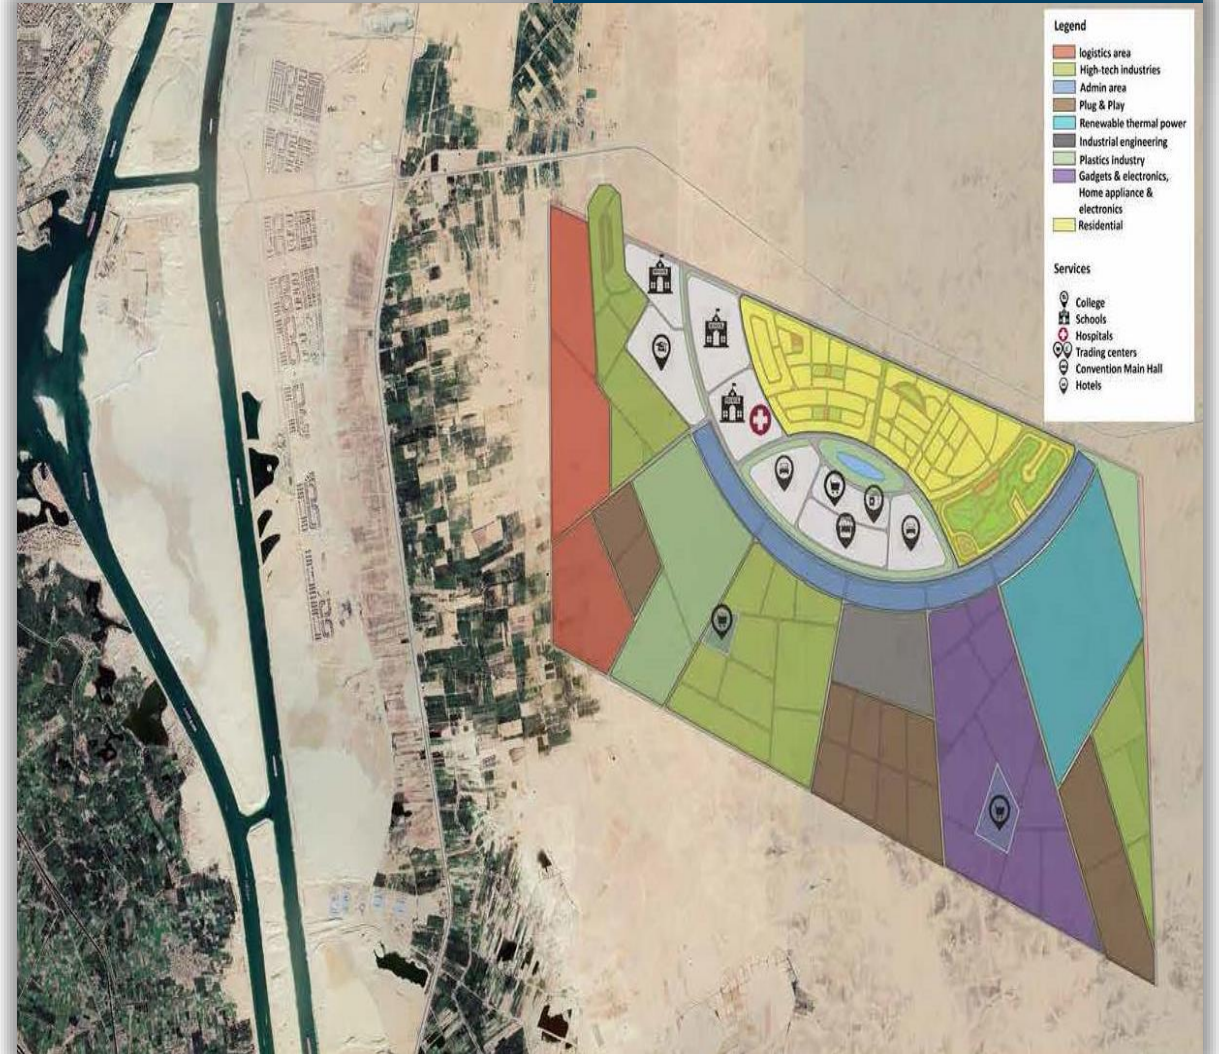 Legend
logistics area
High-tech industries
Admin area
Plug & Play
Renewable thermal power
Industrial engineering
Plastics industry
Gadgets & electronics,
Home appliance &
electronics
Residential
Services
College
Schools
Hospitals
Trading centers
Convention Main Hall
Hotels